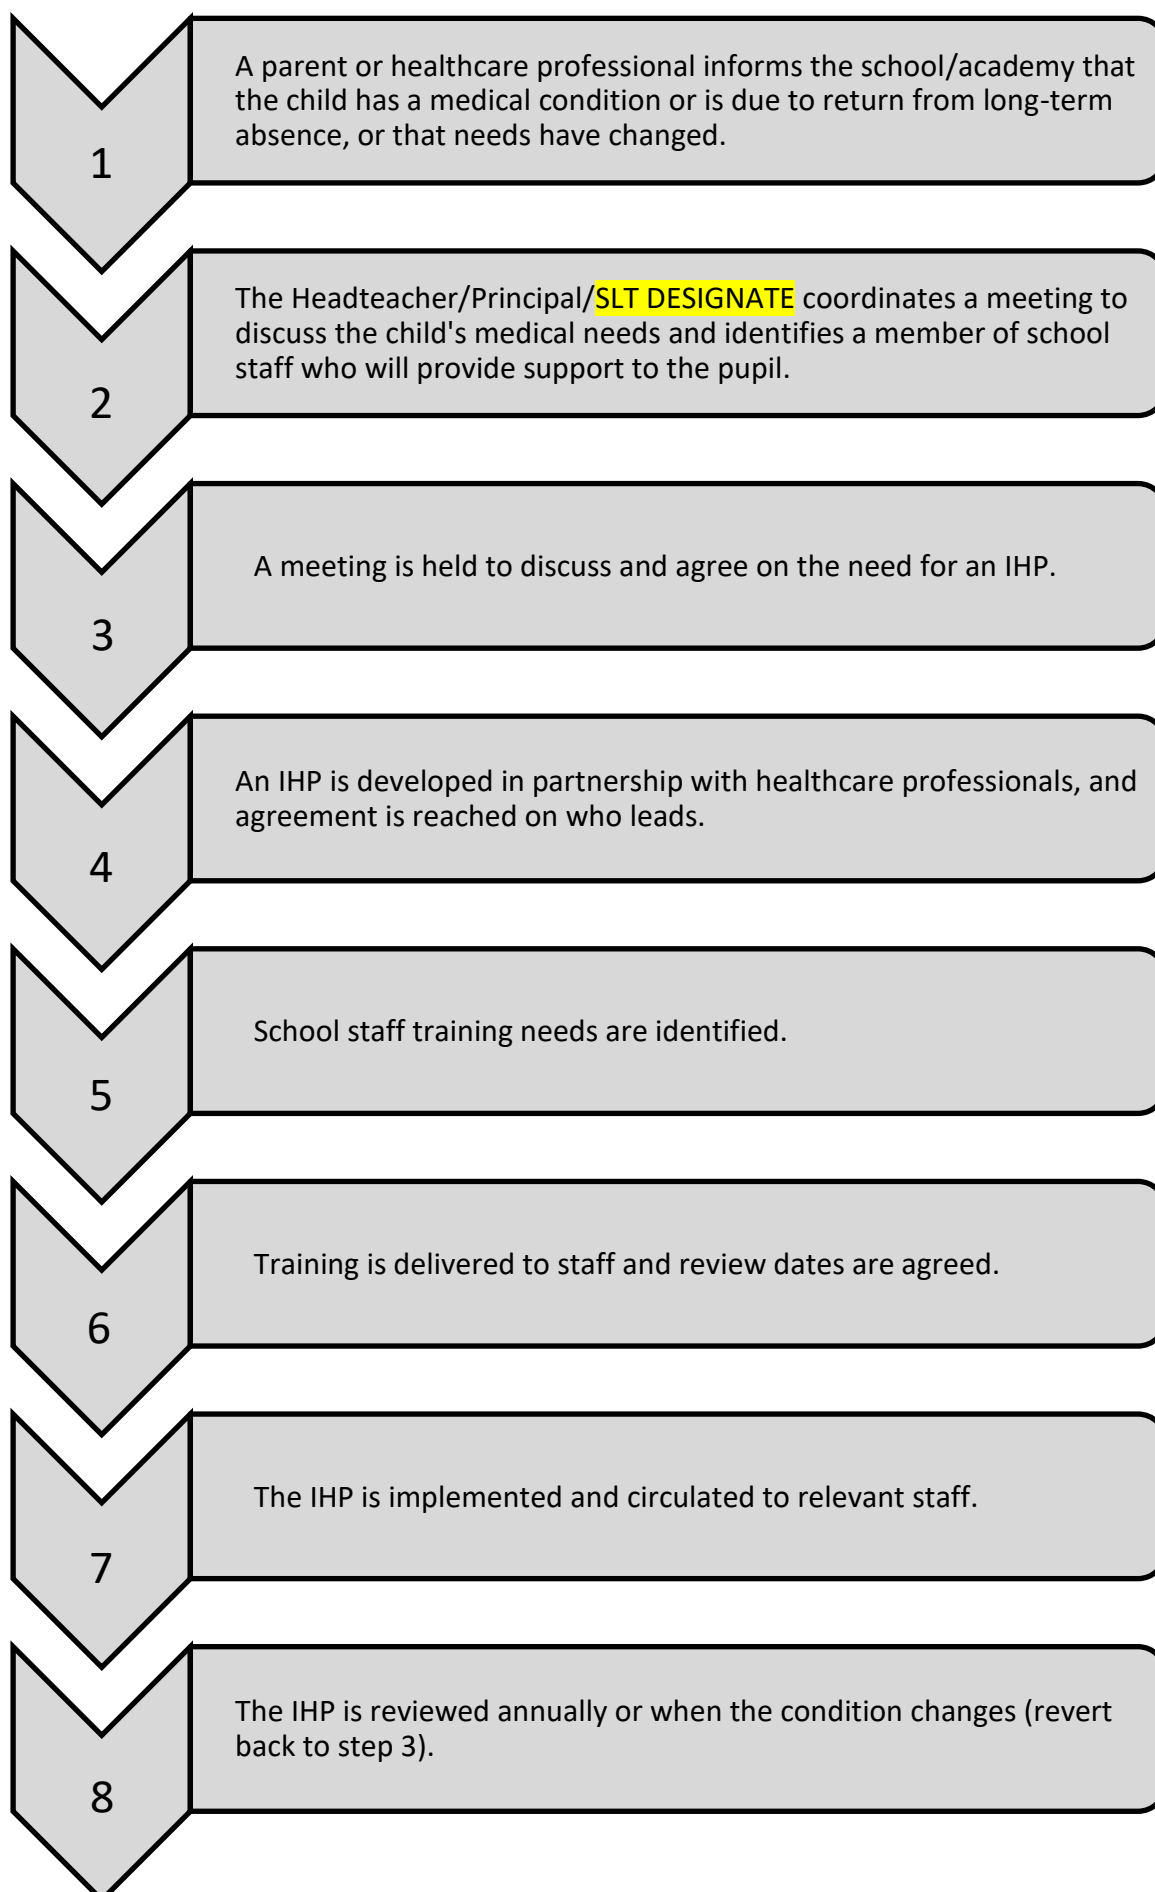 1
A parent or healthcare professional informs the school/academy that
the child has a medical condition or is due to return from long-term
absence, or that needs have changed.
2
The Headteacher/Principal/SLT DESIGNATE coordinates a meeting to
discuss the child's medical needs and identifies a member of school
staff who will provide support to the pupil.
3
A meeting is held to discuss and agree on the need for an IHP.
4
An IHP is developed in partnership with healthcare professionals, and
agreement is reached on who leads.
5
School staff training needs are identified.
6
Training is delivered to staff and review dates are agreed.
7
The IHP is implemented and circulated to relevant staff.
8
The IHP is reviewed annually or when the condition changes (revert
back to step 3).